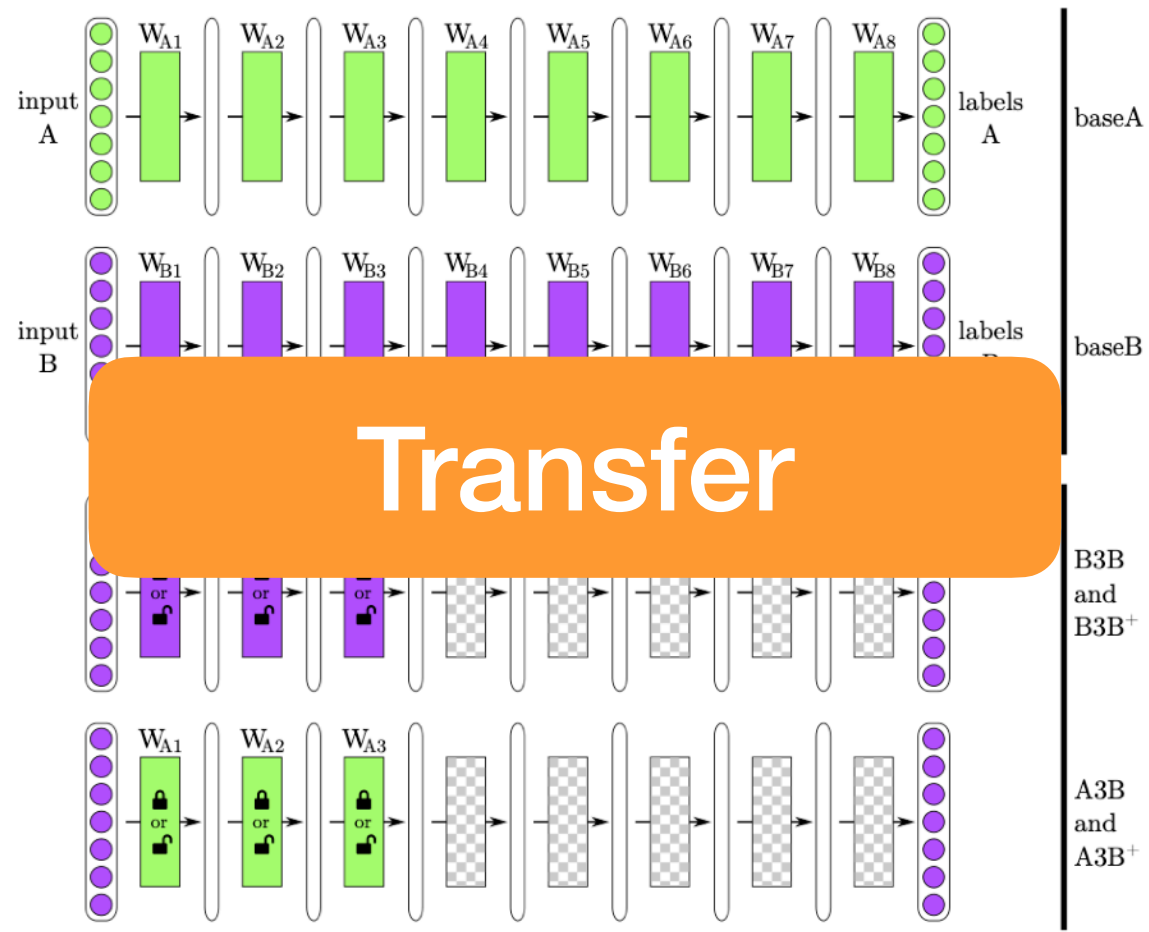 W_A1 W_A2 W_A3 W_A4 W_A5 W_A6 W_A7 W_A8
input
A
labels
A
baseA
W_B1 W_B2 W_B3 W_B4 W_B5 W_B6 W_B7 W_B8
input
B
labels
baseB
Transfer
or or or
B3B
and
B3B⁺
W_A1 W_A2 W_A3
or or or
A3B
and
A3B⁺